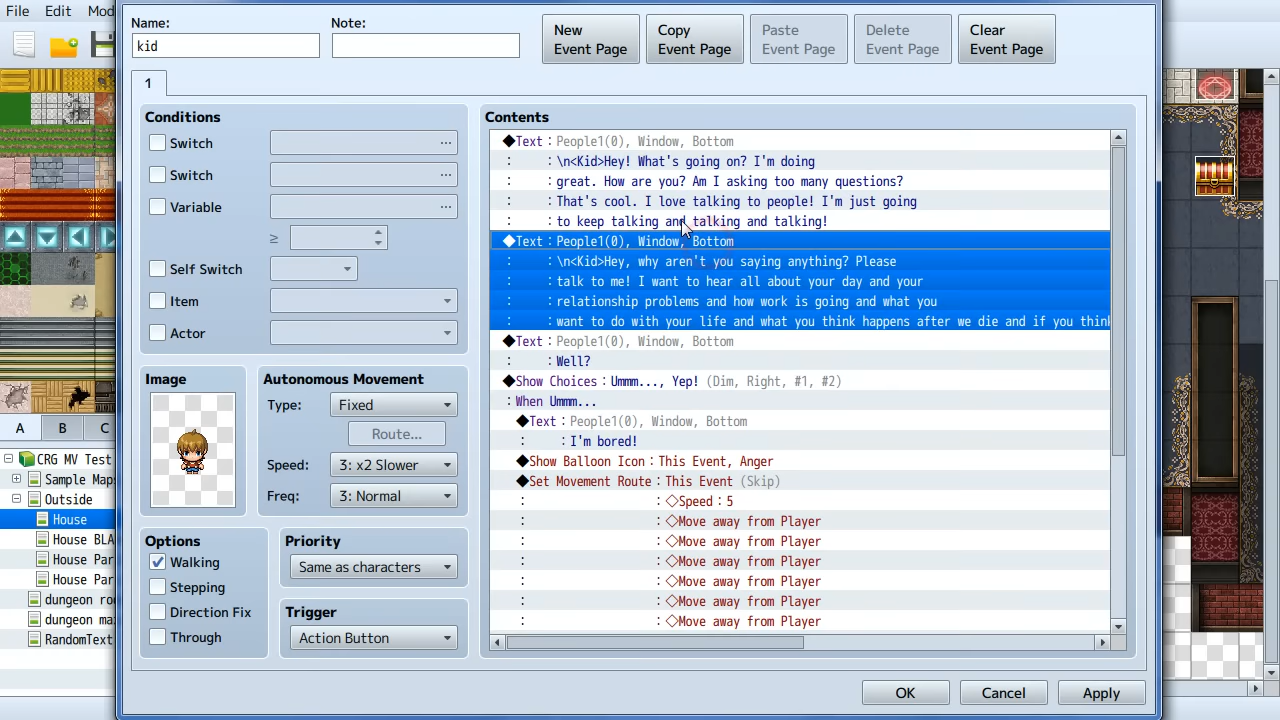 File Edit Mod
Name:
Note:
kid
New
Event Page
Copy
Event Page
Paste
Event Page
Delete
Event Page
Clear
Event Page
1
Conditions
Switch ...
Switch ...
Variable ...
≥
Self Switch
Item
Actor
Image
Autonomous Movement
Type: Fixed
Route...
Speed: 3: x2 Slower
Freq: 3: Normal
Options
Walking
Stepping
Direction Fix
Through
Priority
Same as characters
Trigger
Action Button
Contents
◆Text : People1(0), Window, Bottom
: : \n<Kid>Hey! What's going on? I'm doing
: : great. How are you? Am I asking too many questions?
: : That's cool. I love talking to people! I'm just going
: : to keep talking and talking and talking!
◆Text : People1(0), Window, Bottom
: : \n<Kid>Hey, why aren't you saying anything? Please
: : talk to me! I want to hear all about your day and your
: : relationship problems and how work is going and what you
: : want to do with your life and what you think happens after we die and if you think
◆Text : People1(0), Window, Bottom
: : Well?
◆Show Choices : Ummm..., Yep! (Dim, Right, #1, #2)
: When Ummm...
◆Text : People1(0), Window, Bottom
: : I'm bored!
◆Show Balloon Icon : This Event, Anger
◆Set Movement Route : This Event (Skip)
: : ◇Speed : 5
: : ◇Move away from Player
: : ◇Move away from Player
: : ◇Move away from Player
: : ◇Move away from Player
: : ◇Move away from Player
: : ◇Move away from Player
A B C
CRG MV Test
Sample Maps
Outside
House
House BLA
House Par
House Par
dungeon roo
dungeon ma
RandomText
OK
Cancel
Apply